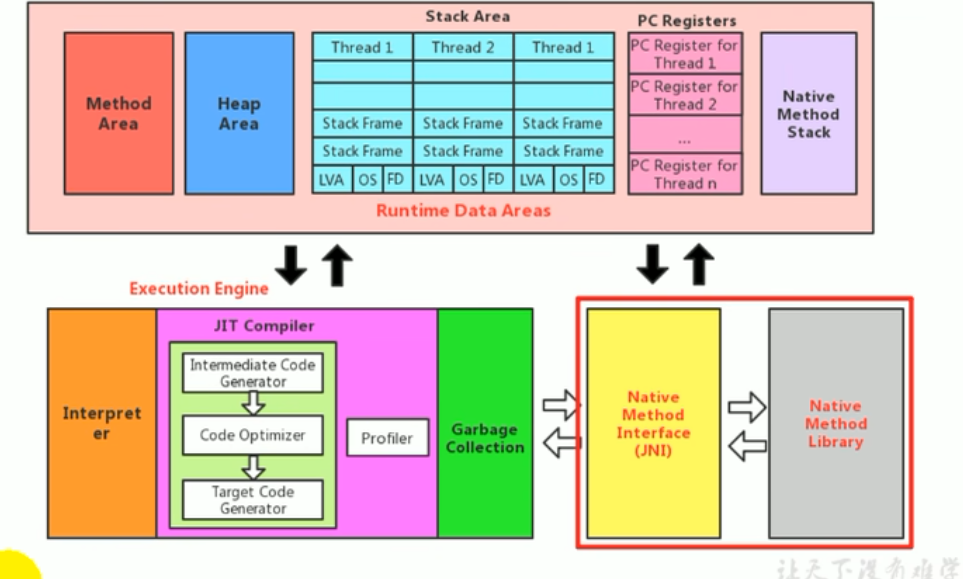 Stack Area
PC Registers
Method
Area
Heap
Area
Thread 1
Thread 2
Thread 1
Stack Frame
Stack Frame
Stack Frame
Stack Frame
Stack Frame
Stack Frame
LVA OS FD LVA OS FD LVA OS FD
PC Register for
Thread 1
PC Register for
Thread 2
...
PC Register for
Thread n
Native
Method
Stack
Runtime Data Areas
Execution Engine
Interpret
er
JIT Compiler
Intermediate Code
Generator
Code Optimizer
Target Code
Generator
Profiler
Garbage
Collection
Native
Method
Interface
(JNI)
Native
Method
Library
让天下没有难学